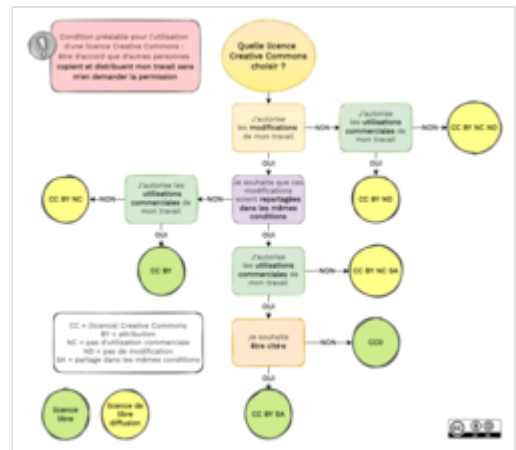 Condition préalable pour l'utilisation
d'une licence Creative Commons :
être d'accord que d'autres personnes
copient et distribuent mon travail sans
m'en demander la permission
Quelle licence
Creative Commons
choisir ?
J'autorise
les modifications
de mon travail
NON
J'autorise les
utilisations
commerciales de
mon travail
NON
CC BY NC ND
OUI
OUI
CC BY NC
NON
J'autorise les
utilisations
commerciales de
mon travail
NON
Je souhaite que ces
modifications
soient repartagées
dans les mêmes
conditions
CC BY ND
OUI
OUI
CC BY
J'autorise les
utilisations
commerciales de
mon travail
NON
CC BY NC SA
OUI
CC = (licence) Creative Commons
BY = attribution
NC = pas d'utilisation commerciale
ND = pas de modification
SA = partage dans les mêmes conditions
Je souhaite
être citée
NON
CC0
OUI
licence
libre
licence de
libre
diffusion
CC BY SA